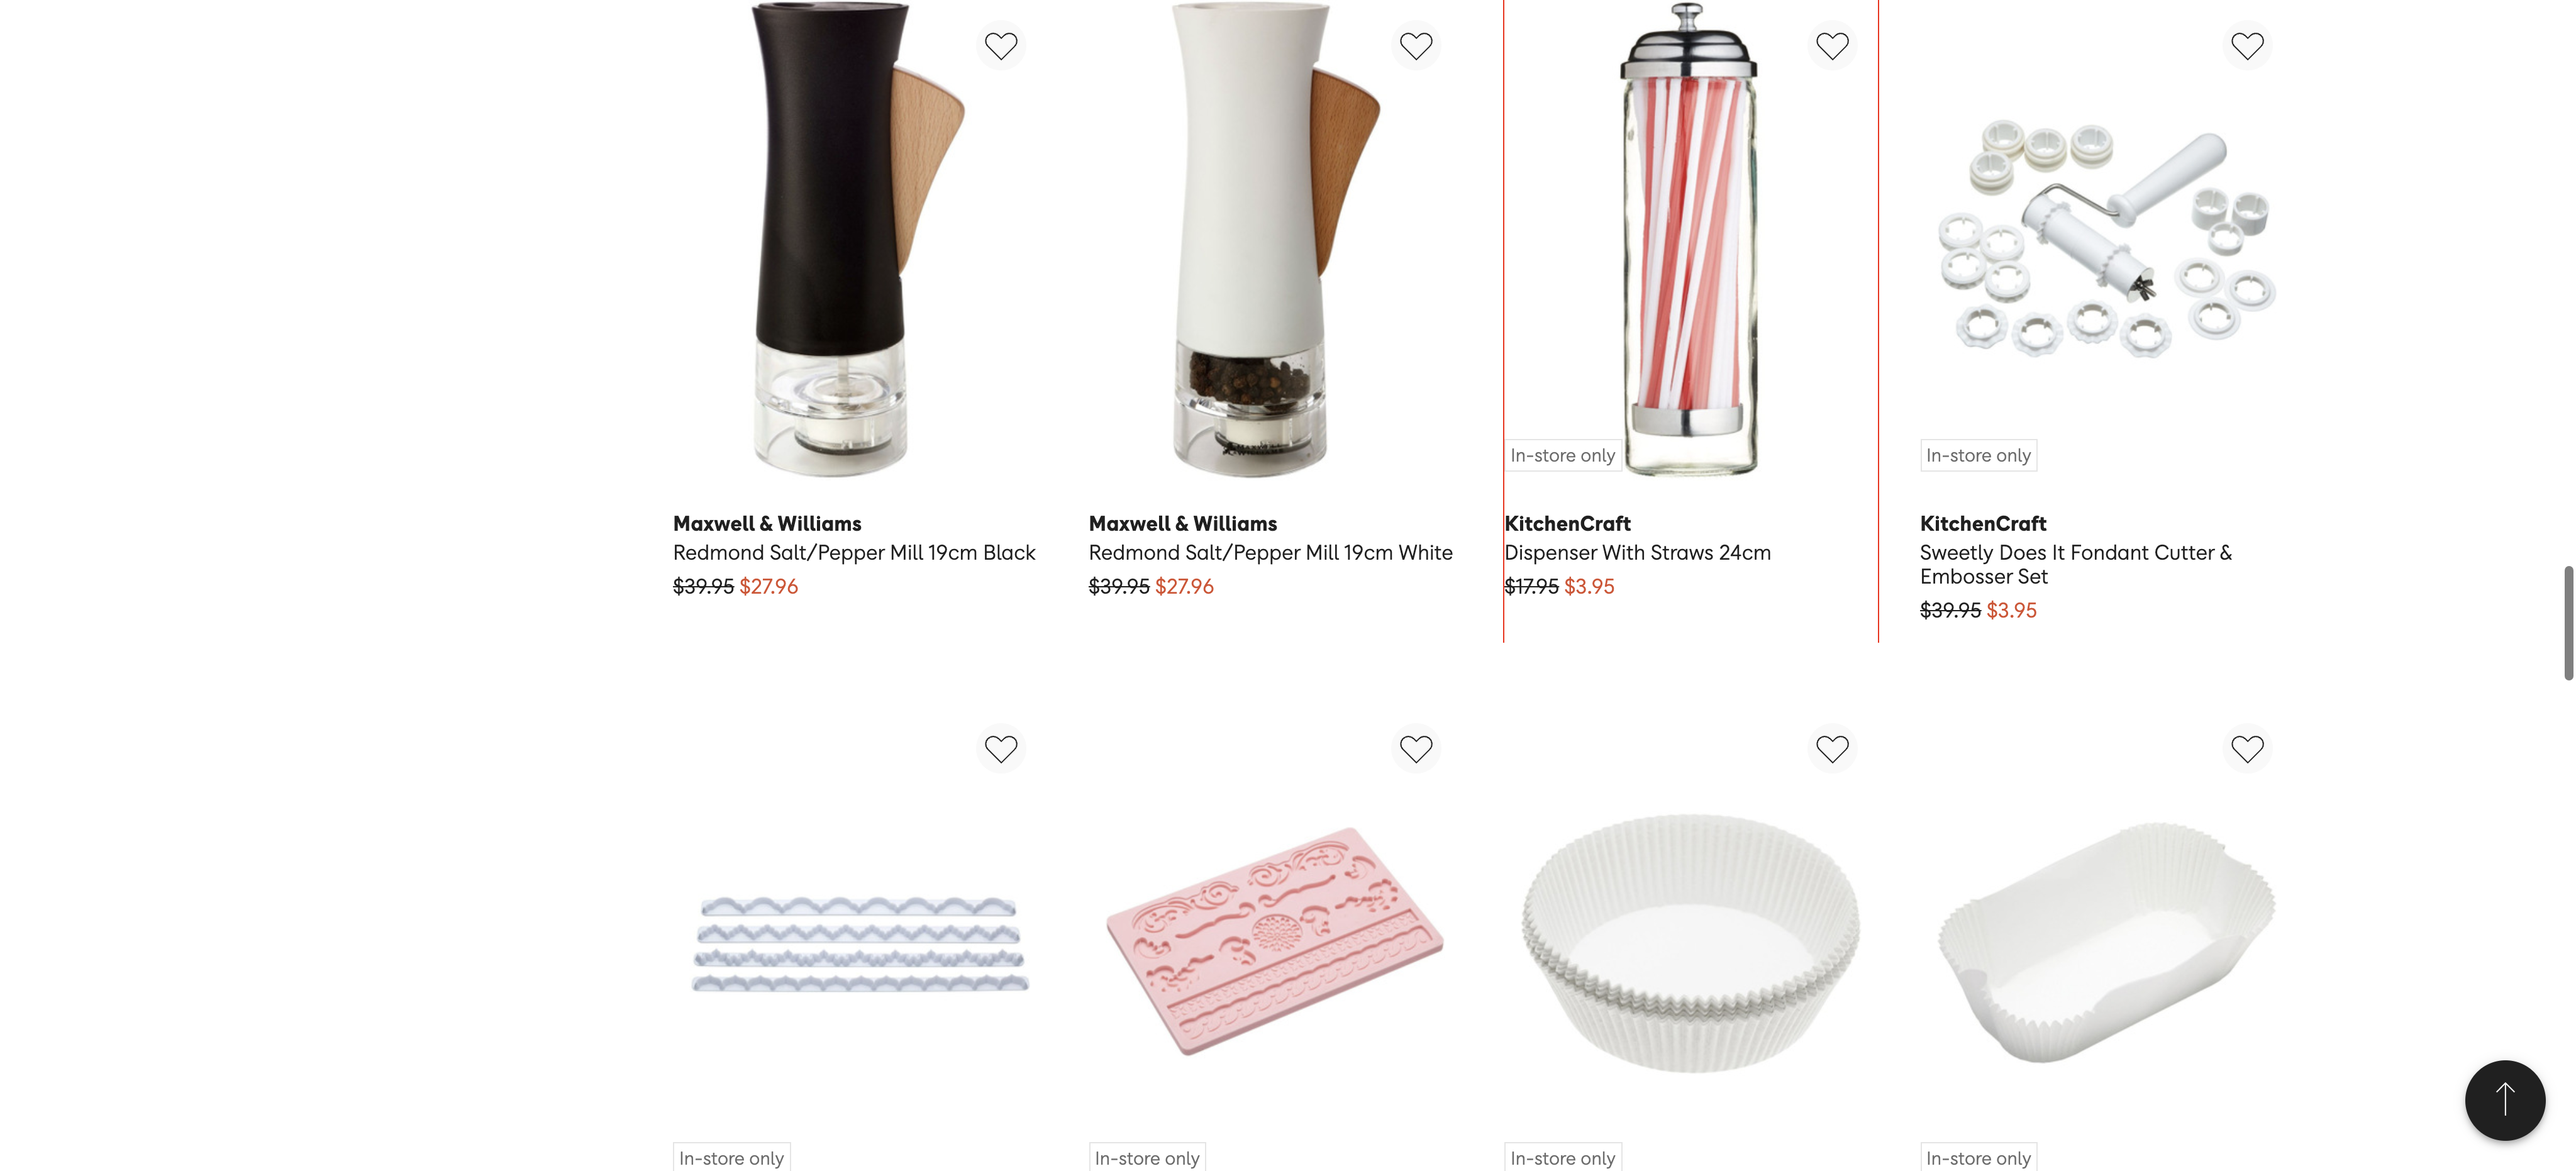 In-store only
In-store only
Maxwell & Williams
Redmond Salt/Pepper Mill 19cm Black
$39.95 $27.96
Maxwell & Williams
Redmond Salt/Pepper Mill 19cm White
$39.95 $27.96
KitchenCraft
Dispenser With Straws 24cm
$17.95 $3.95
KitchenCraft
Sweetly Does It Fondant Cutter &
Embosser Set
$39.95 $3.95
In-store only
In-store only
In-store only
In-store only